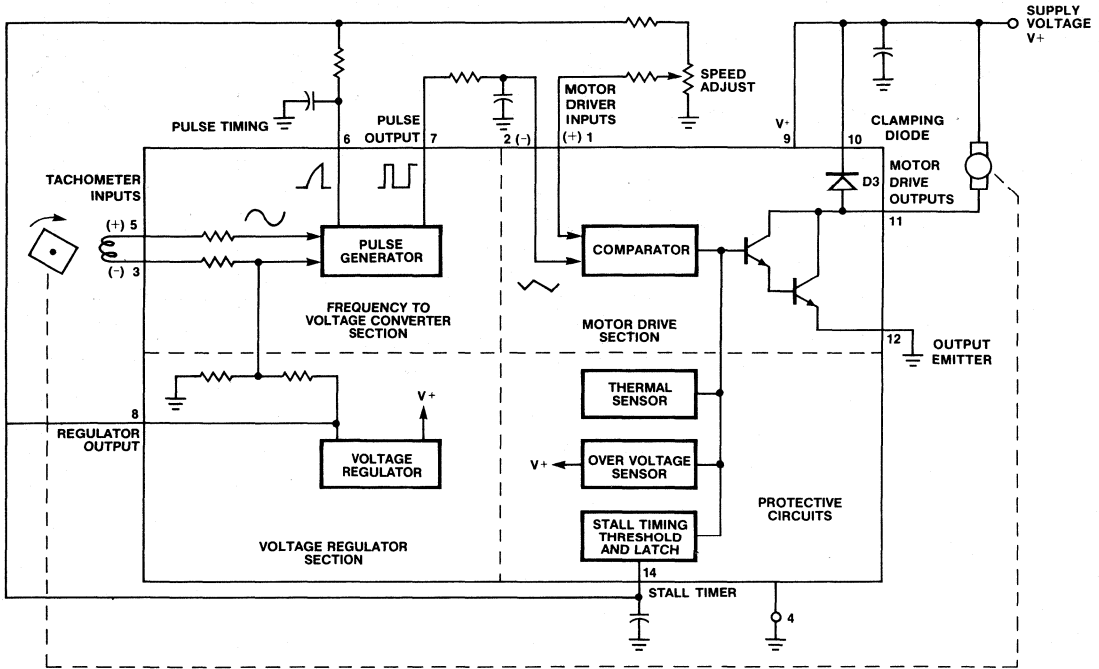 SUPPLY
VOLTAGE
V+
SPEED
ADJUST
MOTOR
DRIVER
INPUTS
PULSE TIMING
PULSE
OUTPUT
6
7
2 (-)
(+) 1
V+
9
10
CLAMPING
DIODE
TACHOMETER
INPUTS
D3
MOTOR
DRIVE
OUTPUTS
11
(+) 5
(-) 3
PULSE
GENERATOR
COMPARATOR
FREQUENCY TO
VOLTAGE CONVERTER
SECTION
MOTOR DRIVE
SECTION
12
OUTPUT
EMITTER
THERMAL
SENSOR
8
REGULATOR
OUTPUT
V+
VOLTAGE
REGULATOR
V+
OVER VOLTAGE
SENSOR
PROTECTIVE
CIRCUITS
STALL TIMING
THRESHOLD
AND LATCH
VOLTAGE REGULATOR
SECTION
14
STALL TIMER
4